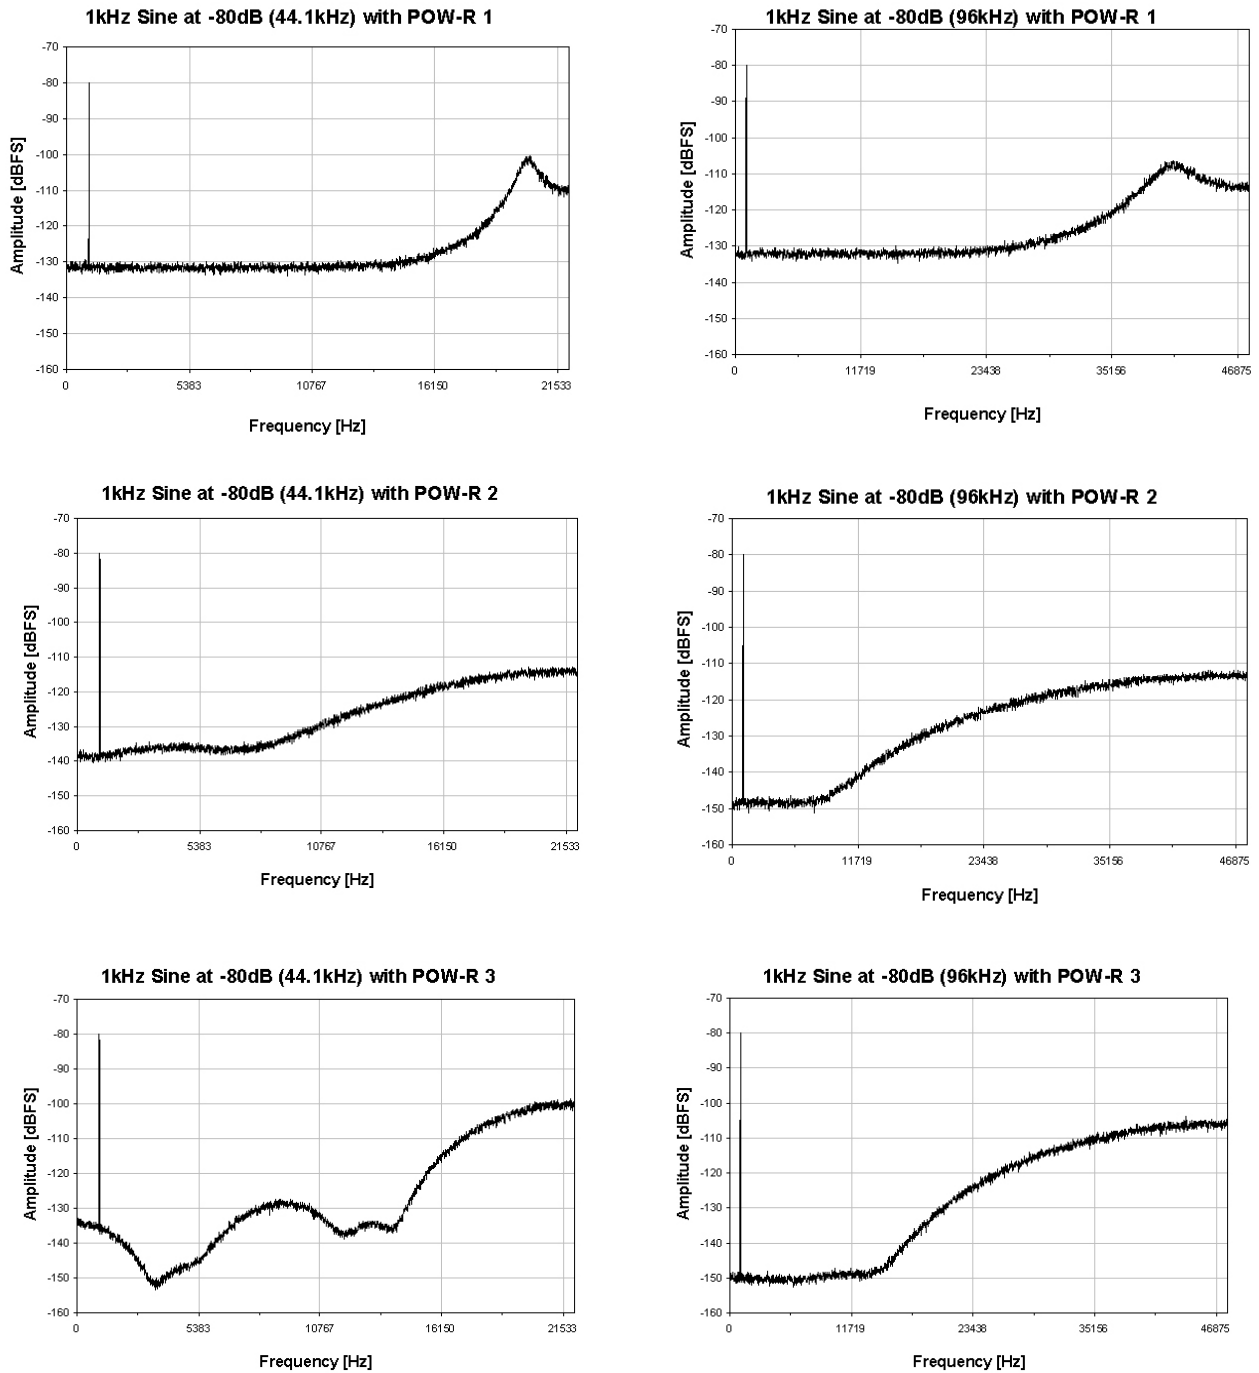 1kHz Sine at -80dB (44.1kHz) with POW-R 1
Amplitude [dBFS]
-70
-80
-90
-100
-110
-120
-130
-140
-150
-160
0 5383 10767 16150 21533
Frequency [Hz]
1kHz Sine at -80dB (96kHz) with POW-R 1
Amplitude [dBFS]
-70
-80
-90
-100
-110
-120
-130
-140
-150
-160
0 11719 23438 35156 46875
Frequency [Hz]
1kHz Sine at -80dB (44.1kHz) with POW-R 2
Amplitude [dBFS]
-70
-80
-90
-100
-110
-120
-130
-140
-150
-160
0 5383 10767 16150 21533
Frequency [Hz]
1kHz Sine at -80dB (96kHz) with POW-R 2
Amplitude [dBFS]
-70
-80
-90
-100
-110
-120
-130
-140
-150
-160
0 11719 23438 35156 46875
Frequency [Hz]
1kHz Sine at -80dB (44.1kHz) with POW-R 3
Amplitude [dBFS]
-70
-80
-90
-100
-110
-120
-130
-140
-150
-160
0 5383 10767 16150 21533
Frequency [Hz]
1kHz Sine at -80dB (96kHz) with POW-R 3
Amplitude [dBFS]
-70
-80
-90
-100
-110
-120
-130
-140
-150
-160
0 11719 23438 35156 46875
Frequency [Hz]